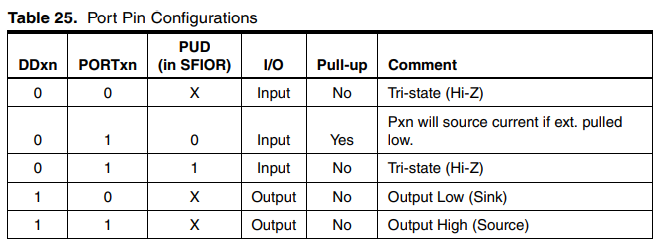 Table 25. Port Pin Configurations
DDxn PORTxn PUD (in SFIOR) I/O Pull-up Comment
0 0 X Input No Tri-state (Hi-Z)
0 1 0 Input Yes Pxn will source current if ext. pulled low.
0 1 1 Input No Tri-state (Hi-Z)
1 0 X Output No Output Low (Sink)
1 1 X Output No Output High (Source)